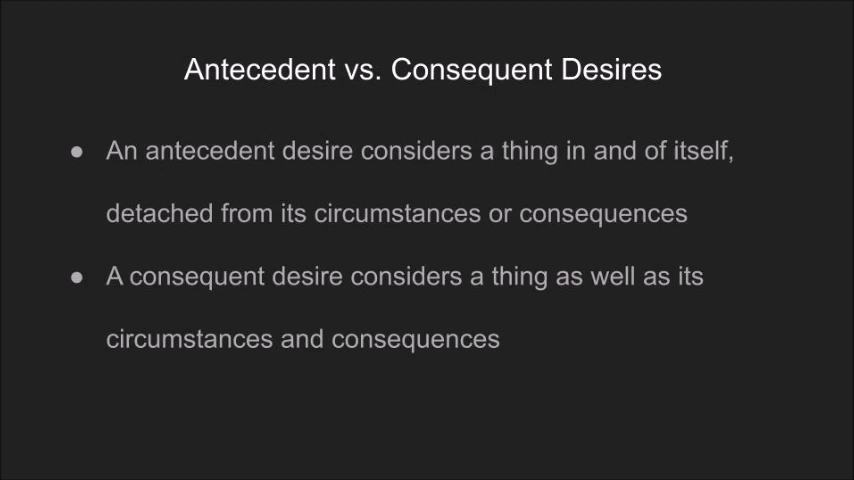 Antecedent vs. Consequent Desires
● An antecedent desire considers a thing in and of itself,
detached from its circumstances or consequences
● A consequent desire considers a thing as well as its
circumstances and consequences